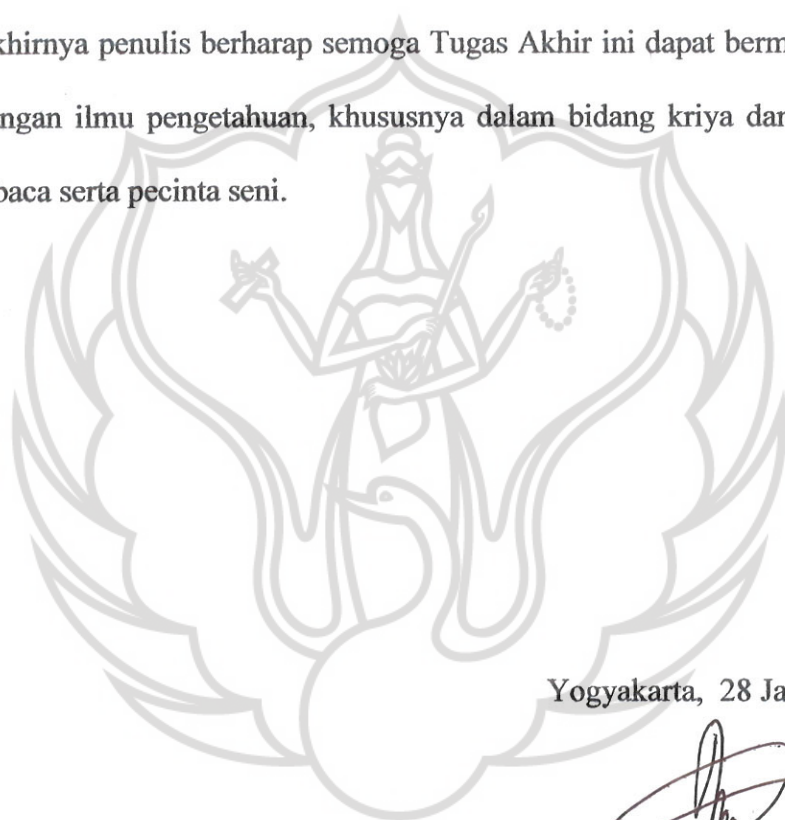 khirnya penulis berharap semoga Tugas Akhir ini dapat berm
ngan ilmu pengetahuan, khususnya dalam bidang kriya dan
baca serta pecinta seni.
Yogyakarta, 28 Ja